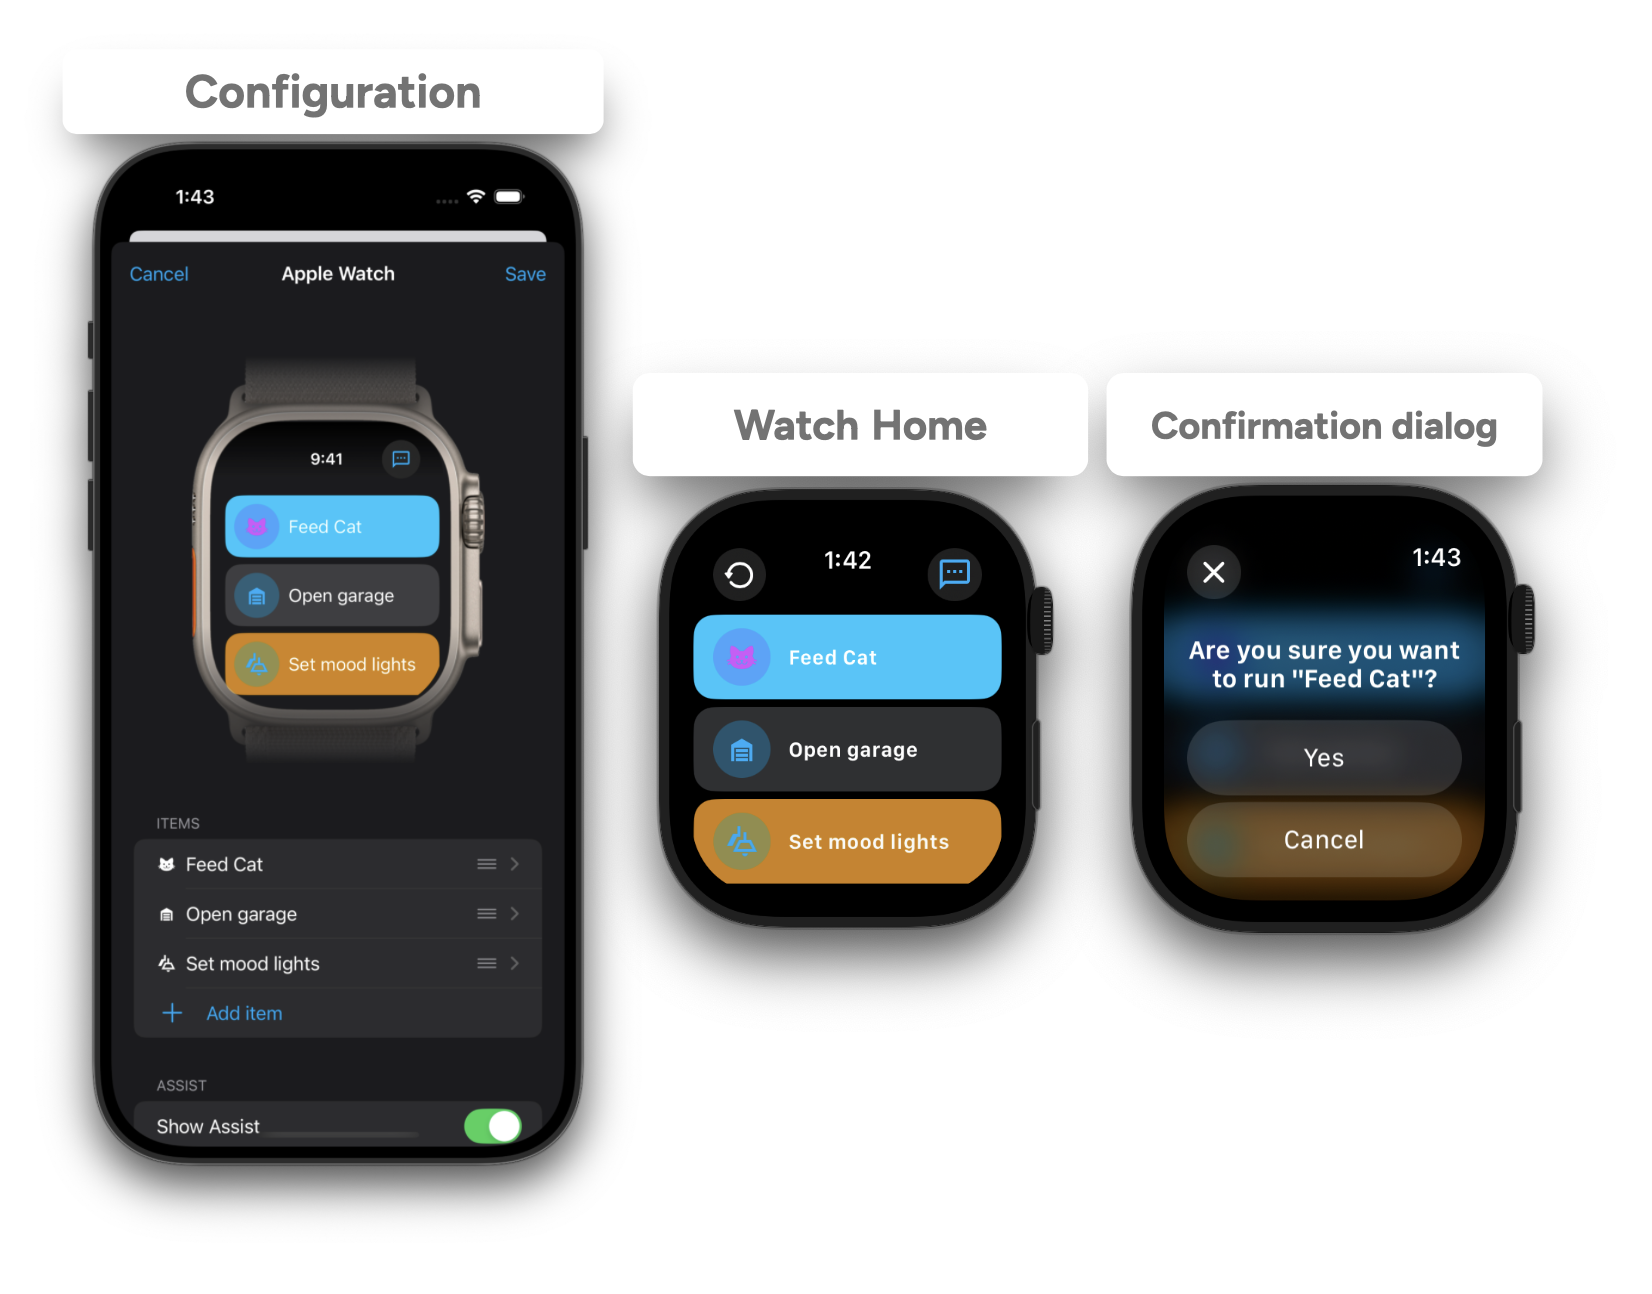 Configuration
1:43
Cancel
Apple Watch
Save
9:41
Feed Cat
Open garage
Set mood lights
ITEMS
Feed Cat
Open garage
Set mood lights
Add item
ASSIST
Show Assist
Watch Home
1:42
Feed Cat
Open garage
Set mood lights
Confirmation dialog
1:43
Are you sure you want
to run "Feed Cat"?
Yes
Cancel